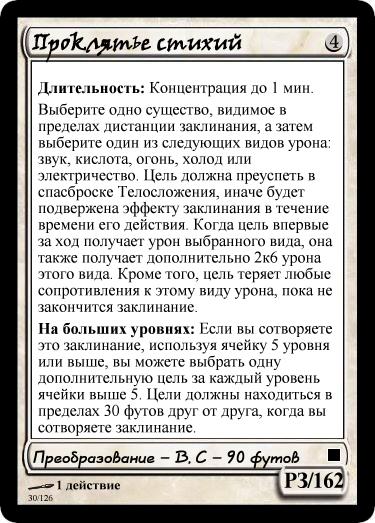 Проклятье стихий 4
Длительность: Концентрация до 1 мин.
Выберите одно существо, видимое в
пределах дистанции заклинания, а затем
выберите один из следующих видов урона:
звук, кислота, огонь, холод или
электричество. Цель должна преуспеть в
спасброске Телосложения, иначе будет
подвержена эффекту заклинания в течение
времени его действия. Когда цель впервые
за ход получает урон выбранного вида, она
также получает дополнительно 2к6 урона
этого вида. Кроме того, цель теряет любые
сопротивления к этому виду урона, пока не
закончится заклинание.
На больших уровнях: Если вы сотворяете
это заклинание, используя ячейку 5 уровня
или выше, вы можете выбрать одну
дополнительную цель за каждый уровень
ячейки выше 5. Цели должны находиться в
пределах 30 футов друг от друга, когда вы
сотворяете заклинание.
Преобразование – В, С – 90 футов
1 действие
РЗ/162
30/126